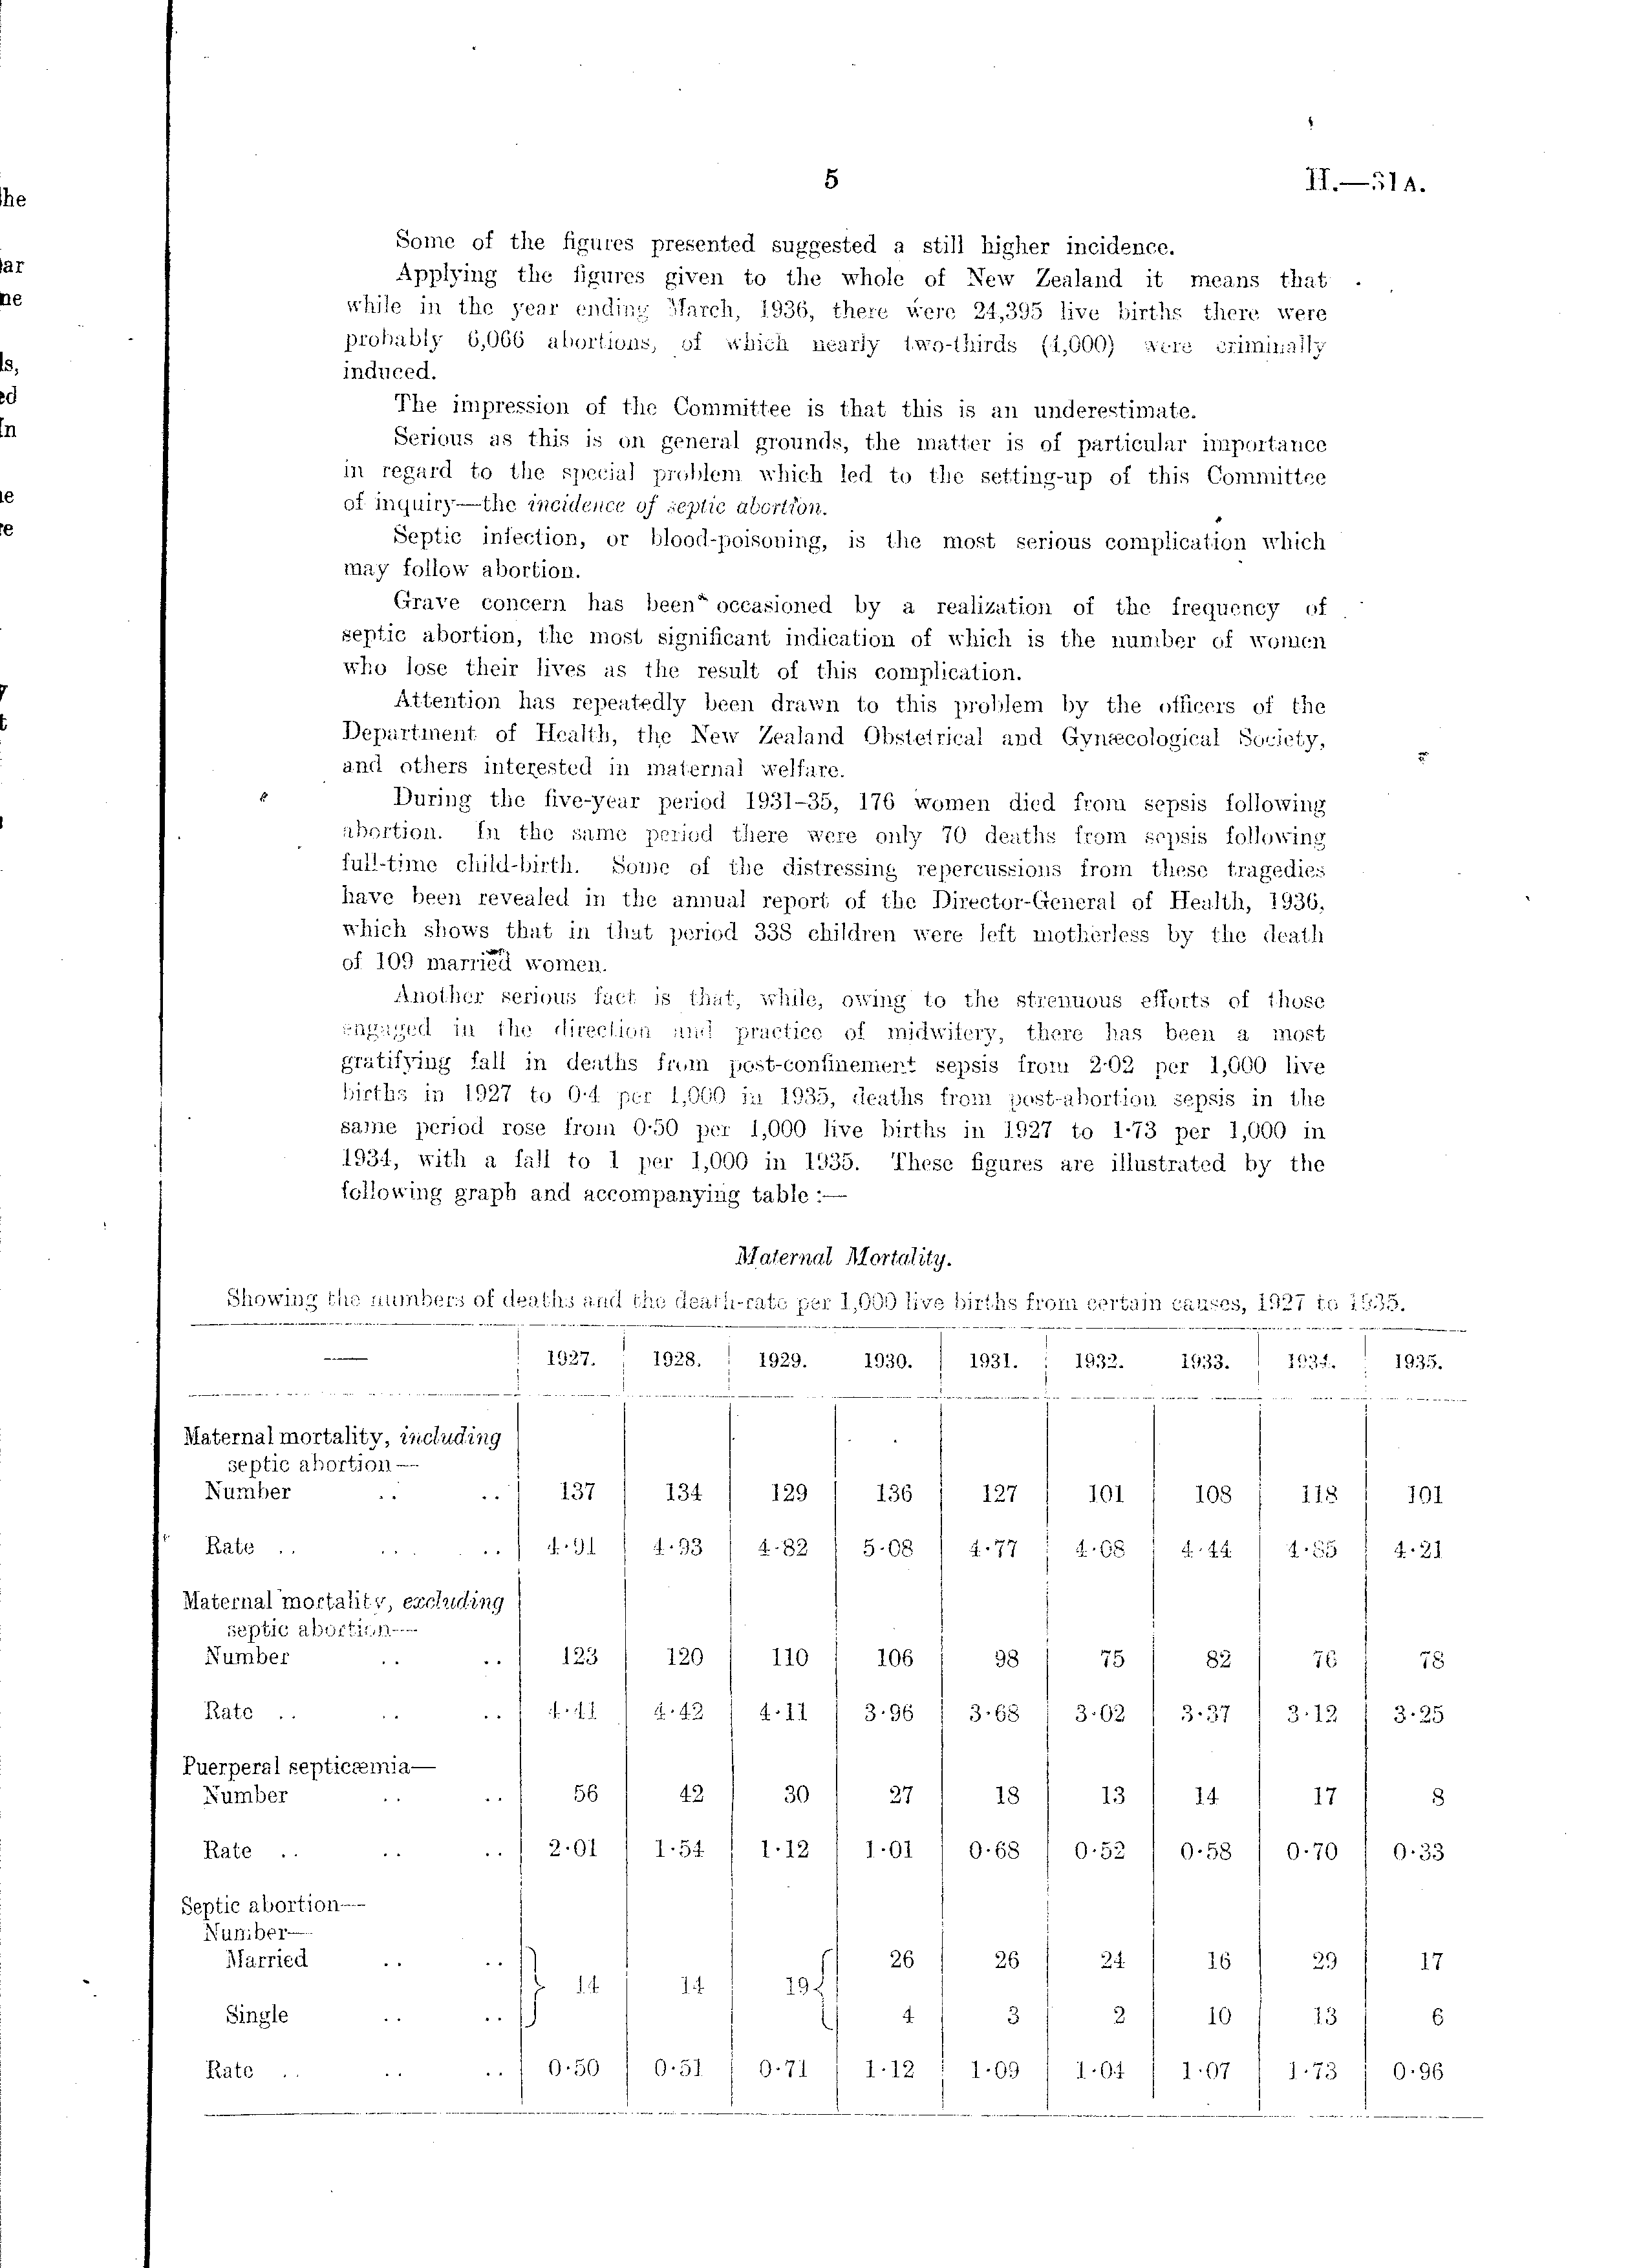 5
H.—31A.
he
ar
ne
ls,
ed
In
e
re
Some of the figures presented suggested a still higher incidence.
Applying the figures given to the whole of New Zealand it means that
while in the year ending March, 1936, there were 24,395 live births there were
probably 6,066 abortions, of which nearly two-thirds (4,000) were criminally
induced.
The impression of the Committee is that this is an underestimate.
Serious as this is on general grounds, the matter is of particular importance
in regard to the special problem which led to the setting-up of this Committee
of inquiry—the incidence of septic abortion.
Septic infection, or blood-poisoning, is the most serious complication which
may follow abortion.
Grave concern has been occasioned by a realization of the frequency of
septic abortion, the most significant indication of which is the number of women
who lose their lives as the result of this complication.
Attention has repeatedly been drawn to this problem by the officers of the
Department of Health, the New Zealand Obstetrical and Gynæcological Society,
and others interested in maternal welfare.
During the five-year period 1931–35, 176 women died from sepsis following
abortion. In the same period there were only 70 deaths from sepsis following
full-time child-birth. Some of the distressing repercussions from these tragedies
have been revealed in the annual report of the Director-General of Health, 1936,
which shows that in that period 338 children were left motherless by the death
of 109 married women.
Another serious fact is that, while, owing to the strenuous efforts of those
engaged in the direction and practice of midwifery, there has been a most
gratifying fall in deaths from post-confinement sepsis from 2·02 per 1,000 live
births in 1927 to 0·4 per 1,000 in 1935, deaths from post-abortion sepsis in the
same period rose from 0·50 per 1,000 live births in 1927 to 1·73 per 1,000 in
1934, with a fall to 1 per 1,000 in 1935. These figures are illustrated by the
following graph and accompanying table :—
Maternal Mortality.
Showing the numbers of deaths and the death-rate per 1,000 live births from certain causes, 1927 to 1935.
— 1927. 1928. 1929. 1930. 1931. 1932. 1933. 1934. 1935.
Maternal mortality, including
septic abortion—
Number .. .. 137 134 129 136 127 101 108 118 101
Rate .. .. .. 4·91 4·93 4·82 5·08 4·77 4·08 4·44 4·85 4·21
Maternal mortality, excluding
septic abortion—
Number .. .. 123 120 110 106 98 75 82 76 78
Rate .. .. .. 4·41 4·42 4·11 3·96 3·68 3·02 3·37 3·12 3·25
Puerperal septicæmia—
Number .. .. 56 42 30 27 18 13 14 17 8
Rate .. .. .. 2·01 1·54 1·12 1·01 0·68 0·52 0·58 0·70 0·33
Septic abortion—
Number—
Married .. .. 26 26 24 16 29 17
14 14 19
Single .. .. 4 3 2 10 13 6
Rate .. .. .. 0·50 0·51 0·71 1·12 1·09 1·04 1·07 1·73 0·96